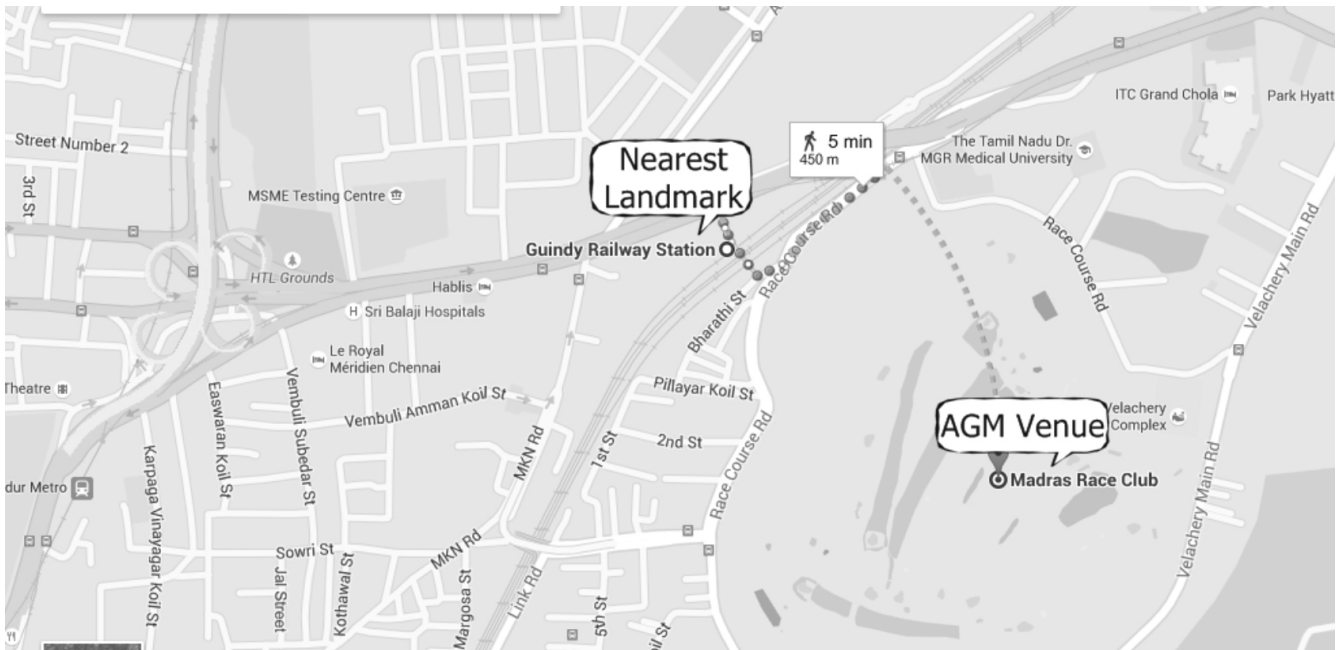 ITC Grand Chola
Park Hyatt
Street Number 2
3rd St
MSME Testing Centre
Nearest
Landmark
5 min
450 m
The Tamil Nadu Dr.
MGR Medical University
Guindy Railway Station
Race Course Rd
Race Course Rd
Velachery Main Rd
HTL Grounds
Hablis
H
Sri Balaji Hospitals
Bharathi St
Le Royal
Méridien Chennai
Theatre
Easwaran Koil St
Vembuli Subedar St
Vembuli Amman Koil St
Pillayar Koil St
Velachery
Complex
AGM Venue
Madras Race Club
2nd St
1st St
MKN Rd
Race Course Rd
Karpaga Vinayagar Koil St
dur Metro
Velachery Main Rd
Sowri St
MKN Rd
Jal Street
Kothawal St
Margosa St
Link Rd
5th St
oil St